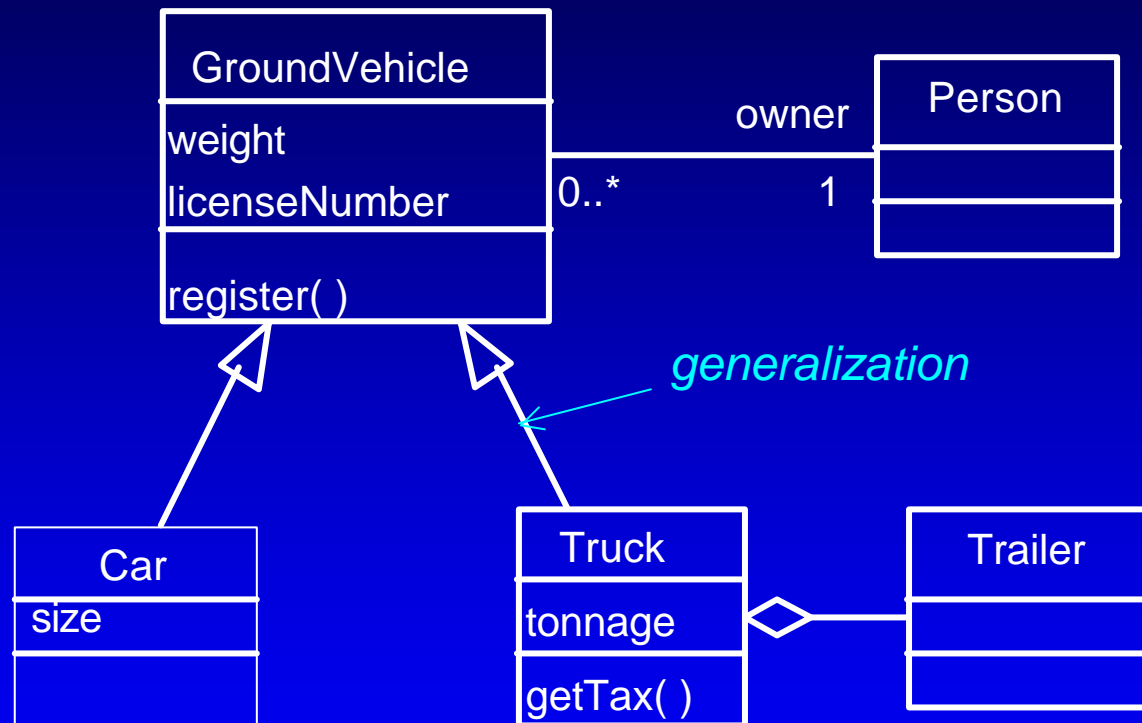 GroundVehicle
weight
licenseNumber
register( )
owner
0..*
1
Person
generalization
Car
size
Truck
tonnage
getTax( )
Trailer